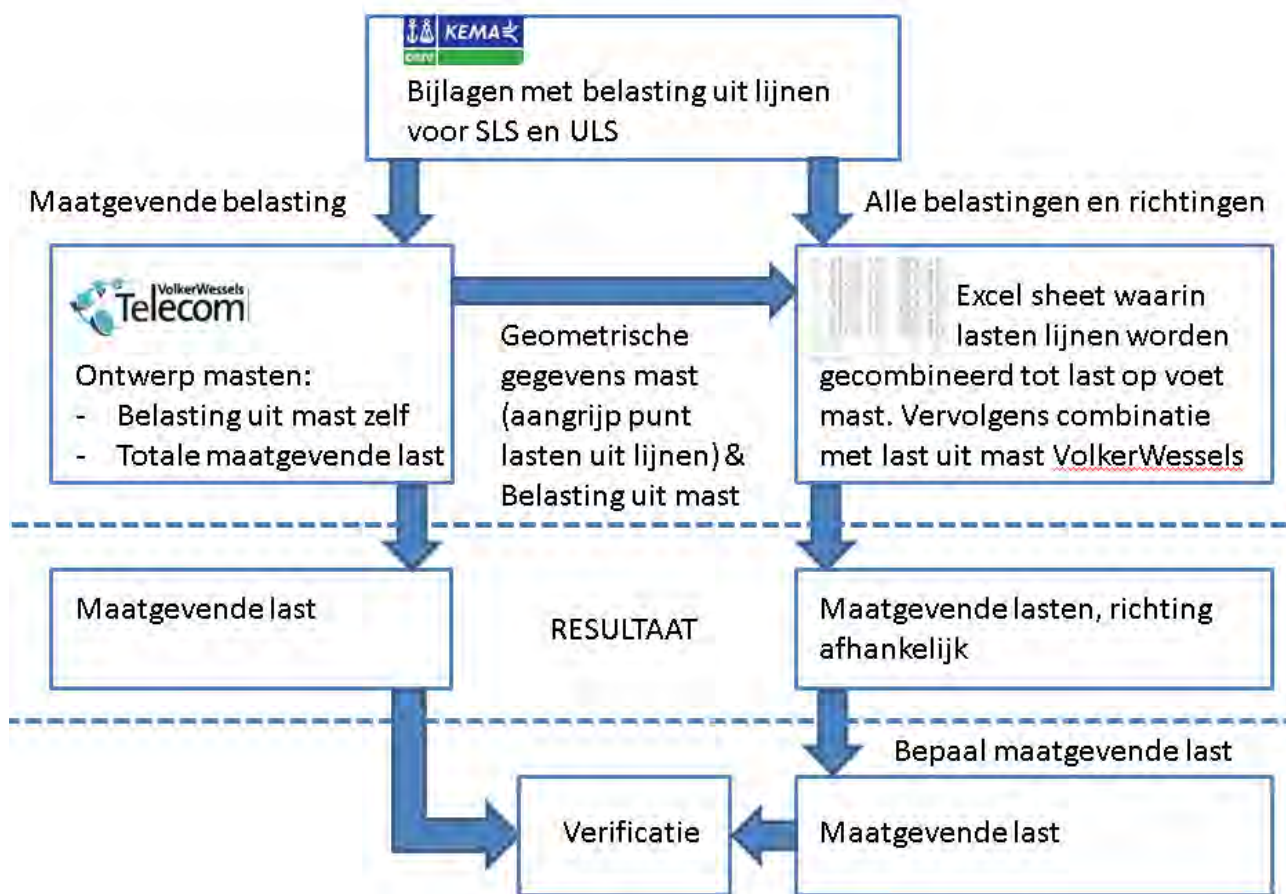 KEMA
Bijlagen met belasting uit lijnen
voor SLS en ULS
Maatgevende belasting
Alle belastingen en richtingen
VolkerWessels
Telecom
Ontwerp masten:
- Belasting uit mast zelf
- Totale maatgevende last
Geometrische
gegevens mast
(aangrijp punt
lasten uit lijnen) &
Belasting uit mast
Excel sheet waarin
lasten lijnen worden
gecombineerd tot last op voet
mast. Vervolgens combinatie
met last uit mast VolkerWessels
Maatgevende last
RESULTAAT
Maatgevende lasten, richting
afhankelijk
Bepaal maatgevende last
Verificatie
Maatgevende last